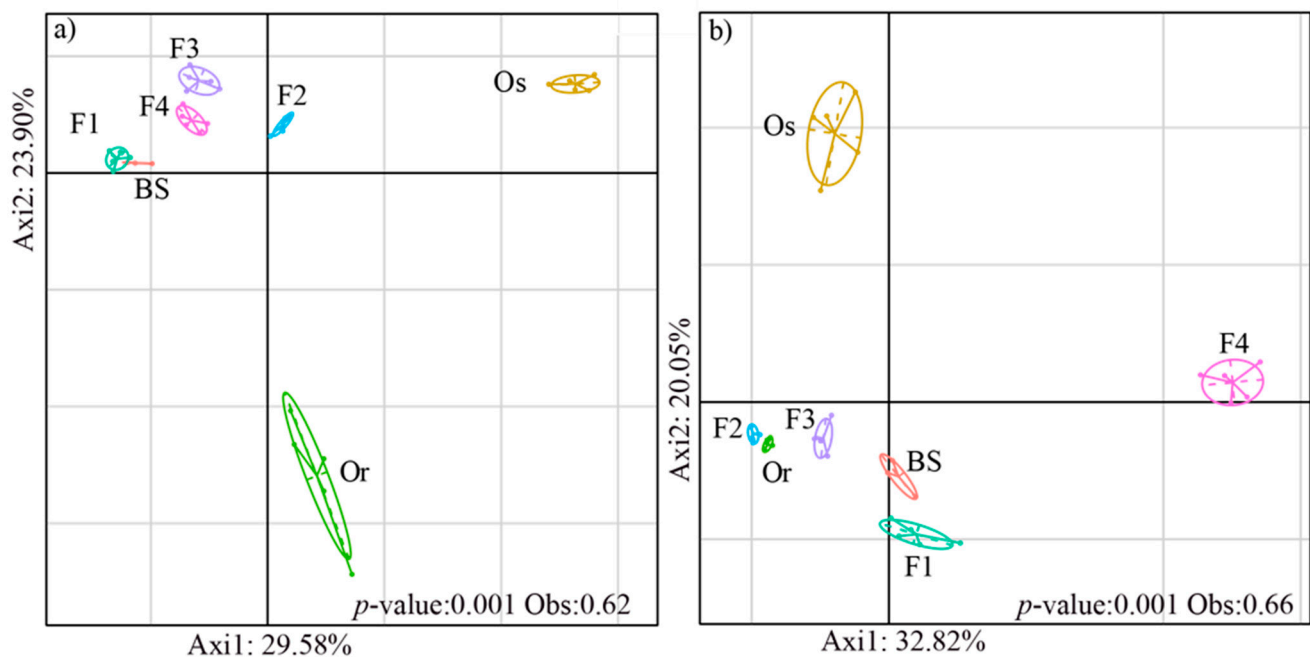 a)
F3
F4
F1
BS
F2
Os
Or
Axi2: 23.90%
p-value:0.001 Obs:0.62
Axi1: 29.58%
b)
Os
F4
F2
F3
Or
BS
F1
Axi2: 20.05%
p-value:0.001 Obs:0.66
Axi1: 32.82%